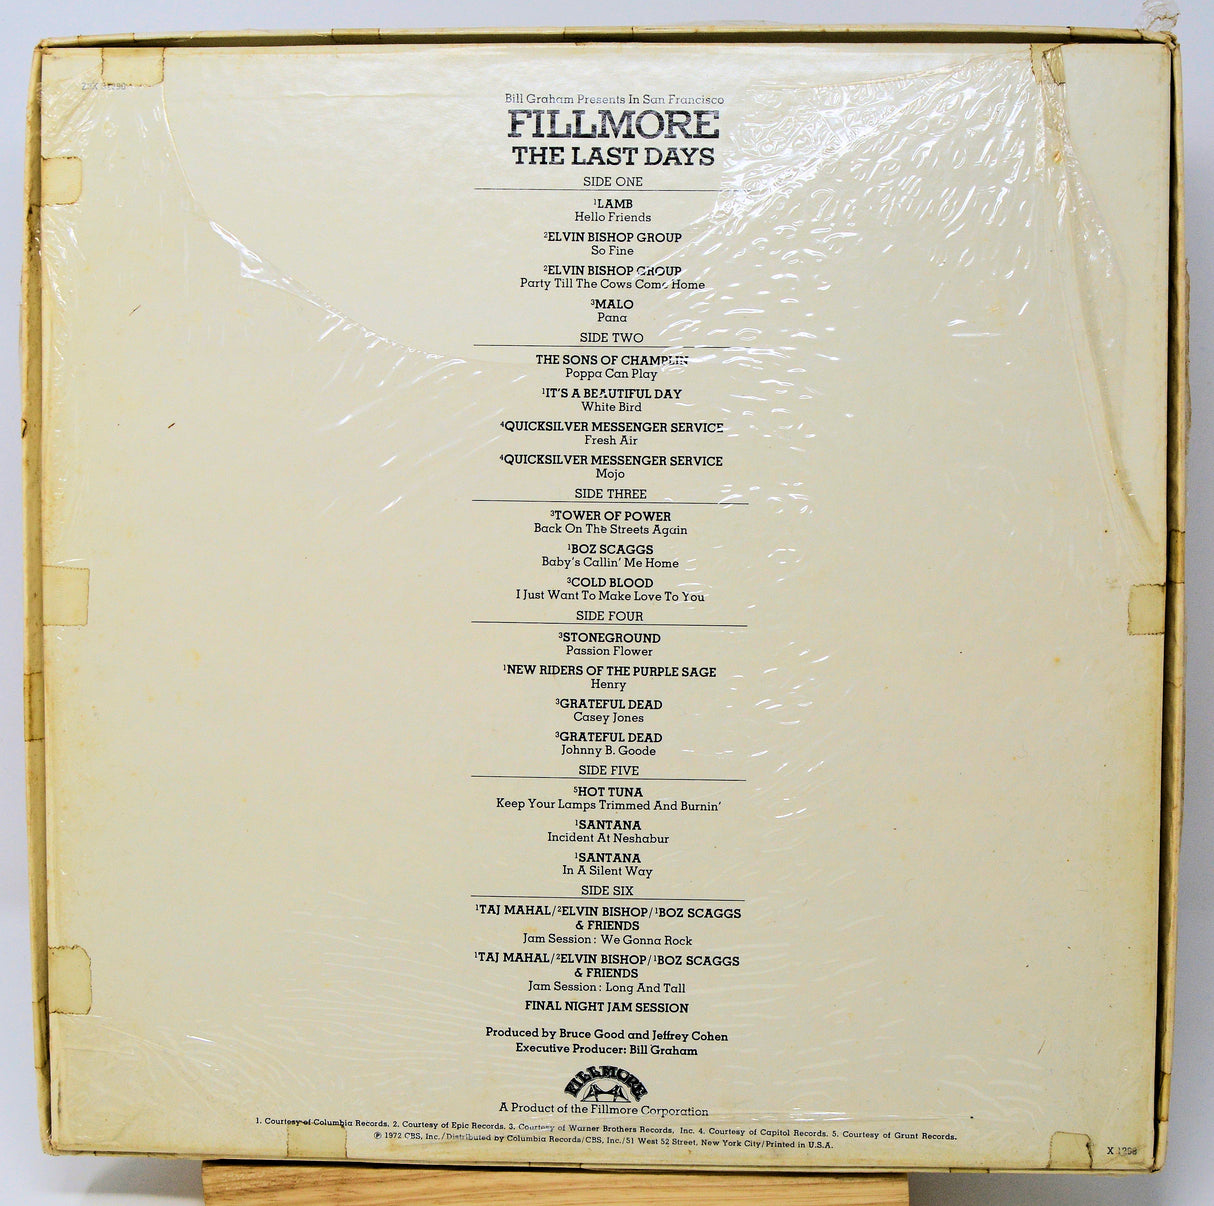 Bill Graham Presents In San Francisco
FILLMORE
THE LAST DAYS
SIDE ONE
¹LAMB
Hello Friends
²ELVIN BISHOP GROUP
So Fine
²ELVIN BISHOP GROUP
Party Till The Cows Come Home
³MALO
Pana
SIDE TWO
THE SONS OF CHAMPLIN
Poppa Can Play
¹IT'S A BEAUTIFUL DAY
White Bird
⁴QUICKSILVER MESSENGER SERVICE
Fresh Air
⁴QUICKSILVER MESSENGER SERVICE
Mojo
SIDE THREE
³TOWER OF POWER
Back On The Streets Again
¹BOZ SCAGGS
Baby's Callin' Me Home
³COLD BLOOD
I Just Want To Make Love To You
SIDE FOUR
³STONEGROUND
Passion Flower
¹NEW RIDERS OF THE PURPLE SAGE
Henry
³GRATEFUL DEAD
Casey Jones
³GRATEFUL DEAD
Johnny B. Goode
SIDE FIVE
⁵HOT TUNA
Keep Your Lamps Trimmed And Burnin'
¹SANTANA
Incident At Neshabur
¹SANTANA
In A Silent Way
SIDE SIX
¹TAJ MAHAL/²ELVIN BISHOP/¹BOZ SCAGGS
& FRIENDS
Jam Session: We Gonna Rock
¹TAJ MAHAL/²ELVIN BISHOP/¹BOZ SCAGGS
& FRIENDS
Jam Session: Long And Tall
FINAL NIGHT JAM SESSION
Produced by Bruce Good and Jeffrey Cohen
Executive Producer: Bill Graham
FILLMORE
A Product of the Fillmore Corporation
1. Courtesy of Columbia Records. 2. Courtesy of Epic Records. 3. Courtesy of Warner Brothers Records, Inc. 4. Courtesy of Capitol Records. 5. Courtesy of Grunt Records.
℗ 1972 CBS, Inc./Distributed by Columbia Records/CBS, Inc./51 West 52 Street, New York City/Printed in U.S.A.